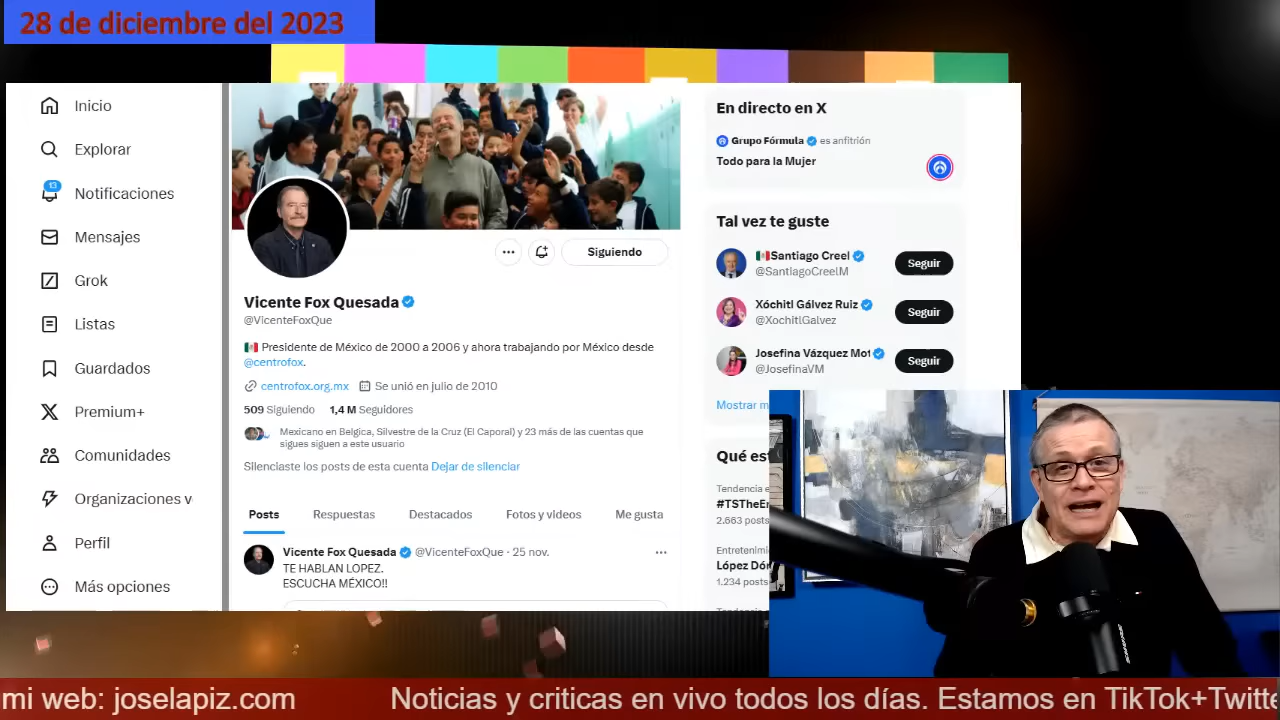 28 de diciembre del 2023
Inicio
Explorar
13
Notificaciones
Mensajes
Grok
Listas
Guardados
Premium+
Comunidades
Organizaciones v
Perfil
Más opciones
Siguiendo
Vicente Fox Quesada
@VicenteFoxQue
Presidente de México de 2000 a 2006 y ahora trabajando por México desde
@centrofox.
centrofox.org.mx Se unió en julio de 2010
509 Siguiendo 1,4 M Seguidores
Mexicano en Belgica, Silvestre de la Cruz (El Caporal) y 23 más de las cuentas que
sigues siguen a este usuario
Silenciaste los posts de esta cuenta Dejar de silenciar
Posts Respuestas Destacados Fotos y videos Me gusta
Vicente Fox Quesada @VicenteFoxQue · 25 nov.
TE HABLAN LOPEZ.
ESCUCHA MÉXICO!!
En directo en X
Grupo Fórmula es anfitrión
Todo para la Mujer
Tal vez te guste
Santiago Creel
@SantiagoCreelM
Seguir
Xóchitl Gálvez Ruiz
@XochitlGalvez
Seguir
Josefina Vázquez Mot
@JosefinaVM
Seguir
Mostrar m
Qué est
Tendencia e
#TSTheEr
2.663 posts
Entretenimi
López Dór
1.234 posts
mi web: joselapiz.com Noticias y criticas en vivo todos los días. Estamos en TikTok+Twitte